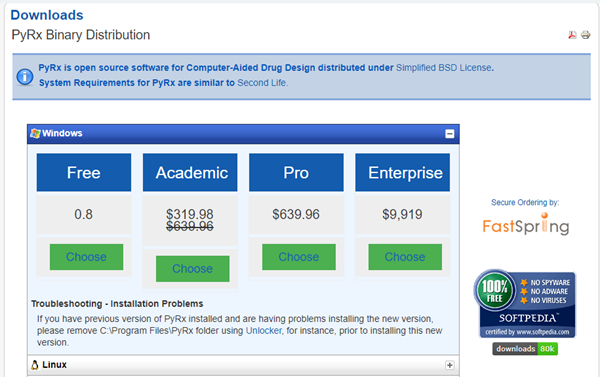 Downloads
PyRx Binary Distribution
PyRx is open source software for Computer-Aided Drug Design distributed under Simplified BSD License.
System Requirements for PyRx are similar to Second Life.
Windows
Free
Academic
Pro
Enterprise
0.8
$319.98
$639.96
$639.96
$9,919
Choose
Choose
Choose
Choose
Troubleshooting - Installation Problems
If you have previous version of PyRx installed and are having problems installing the new version,
please remove C:\Program Files\PyRx folder using Unlocker, for instance, prior to installing this new
version.
Linux
Secure Ordering by:
FastSpring
100%
FREE
NO SPYWARE
NO ADWARE
NO VIRUSES
SOFTPEDIA
certified by www.softpedia.com
downloads 80k